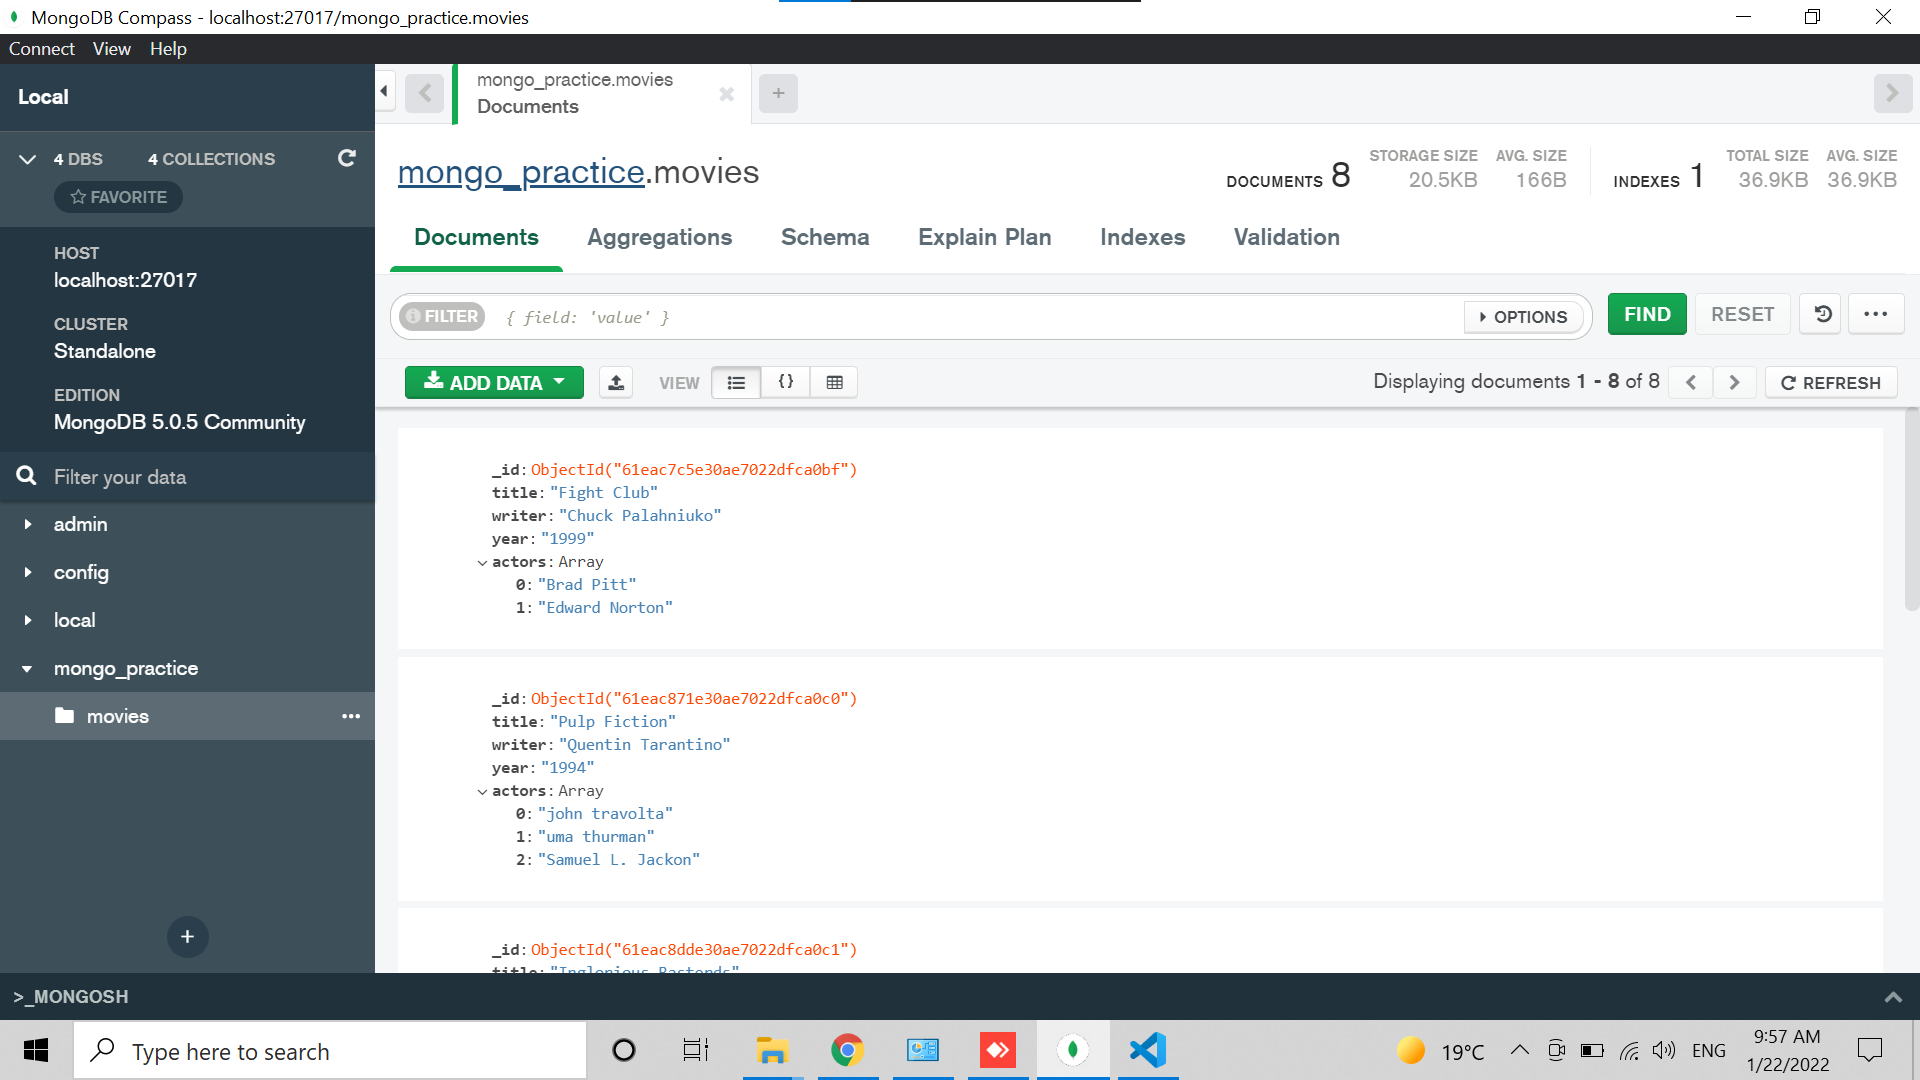 MongoDB Compass - localhost:27017/mongo_practice.movies
Connect View Help
Local
mongo_practice.movies
Documents
4 DBS 4 COLLECTIONS
FAVORITE
HOST
localhost:27017
CLUSTER
Standalone
EDITION
MongoDB 5.0.5 Community
Filter your data
admin
config
local
mongo_practice
movies
mongo_practice.movies
DOCUMENTS 8 STORAGE SIZE 20.5KB AVG. SIZE 166B INDEXES 1 TOTAL SIZE 36.9KB AVG. SIZE 36.9KB
Documents Aggregations Schema Explain Plan Indexes Validation
FILTER { field: 'value' } OPTIONS FIND RESET
ADD DATA VIEW {} Displaying documents 1 - 8 of 8 REFRESH
_id: ObjectId("61eac7c5e30ae7022dfca0bf")
title: "Fight Club"
writer: "Chuck Palahniuko"
year: "1999"
actors: Array
0: "Brad Pitt"
1: "Edward Norton"
_id: ObjectId("61eac871e30ae7022dfca0c0")
title: "Pulp Fiction"
writer: "Quentin Tarantino"
year: "1994"
actors: Array
0: "john travolta"
1: "uma thurman"
2: "Samuel L. Jackon"
_id: ObjectId("61eac8dde30ae7022dfca0c1")
>_MONGOSH
Type here to search
19°C ENG
9:57 AM
1/22/2022